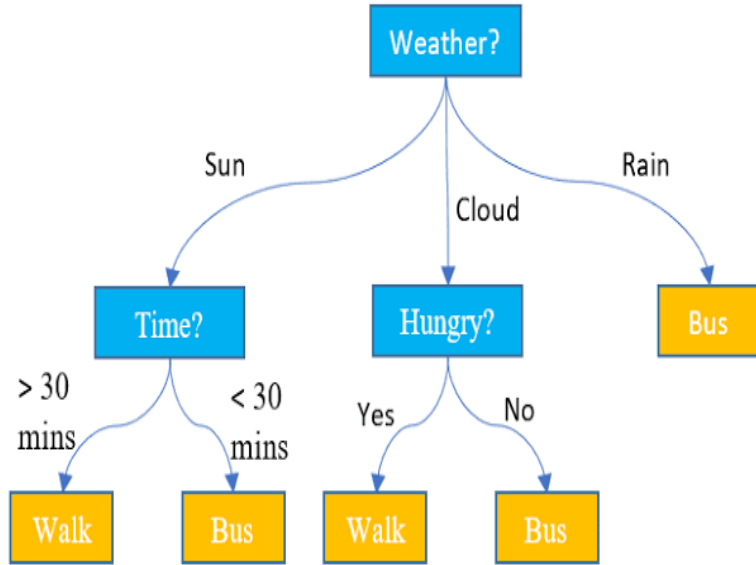 Weather?
Sun
Cloud
Rain
Time?
Hungry?
Bus
> 30
mins
< 30
mins
Yes
No
Walk
Bus
Walk
Bus